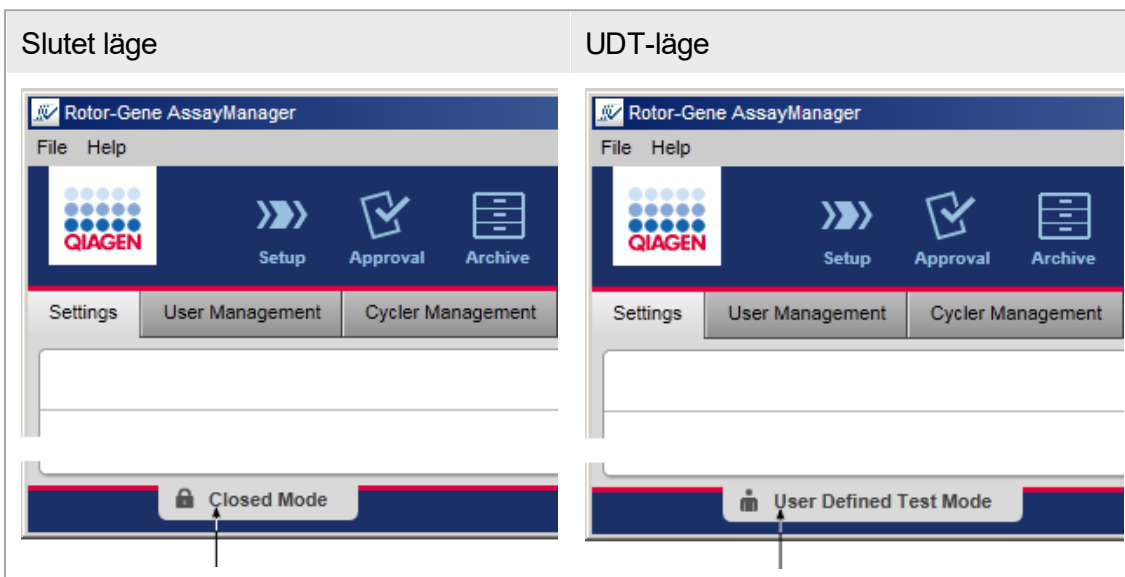 Slutet läge
UDT-läge
Rotor-Gene AssayManager
File Help
QIAGEN
Setup Approval Archive
Settings User Management Cycler Management
Closed Mode
Rotor-Gene AssayManager
File Help
QIAGEN
Setup Approval Archive
Settings User Management Cycler Management
User Defined Test Mode